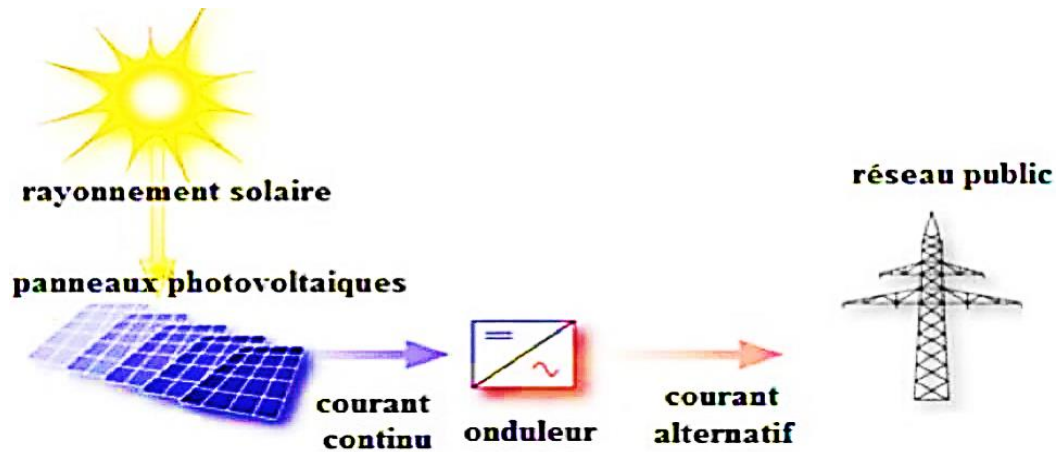 rayonnement solaire
réseau public
panneaux photovoltaiques
courant
continu
onduleur
courant
alternatif